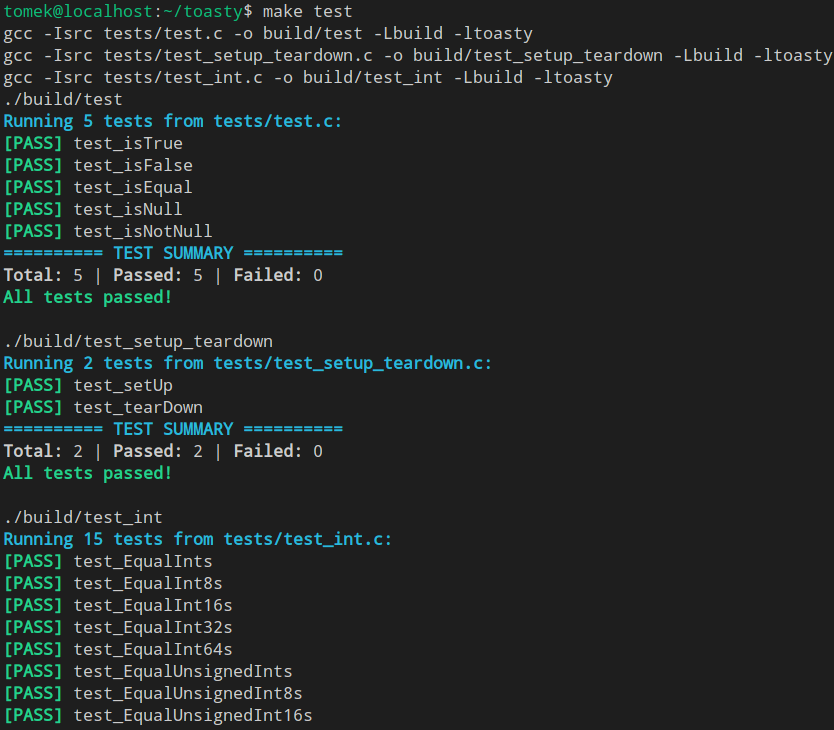 tomek@localhost:~/toasty$ make test
gcc -Isrc tests/test.c -o build/test -Lbuild -ltoasty
gcc -Isrc tests/test_setup_teardown.c -o build/test_setup_teardown -Lbuild -ltoasty
gcc -Isrc tests/test_int.c -o build/test_int -Lbuild -ltoasty
./build/test
Running 5 tests from tests/test.c:
[PASS] test_isTrue
[PASS] test_isFalse
[PASS] test_isEqual
[PASS] test_isNull
[PASS] test_isNotNull
========== TEST SUMMARY ==========
Total: 5 | Passed: 5 | Failed: 0
All tests passed!
./build/test_setup_teardown
Running 2 tests from tests/test_setup_teardown.c:
[PASS] test_setUp
[PASS] test_tearDown
========== TEST SUMMARY ==========
Total: 2 | Passed: 2 | Failed: 0
All tests passed!
./build/test_int
Running 15 tests from tests/test_int.c:
[PASS] test_EqualInts
[PASS] test_EqualInt8s
[PASS] test_EqualInt16s
[PASS] test_EqualInt32s
[PASS] test_EqualInt64s
[PASS] test_EqualUnsignedInts
[PASS] test_EqualUnsignedInt8s
[PASS] test_EqualUnsignedInt16s